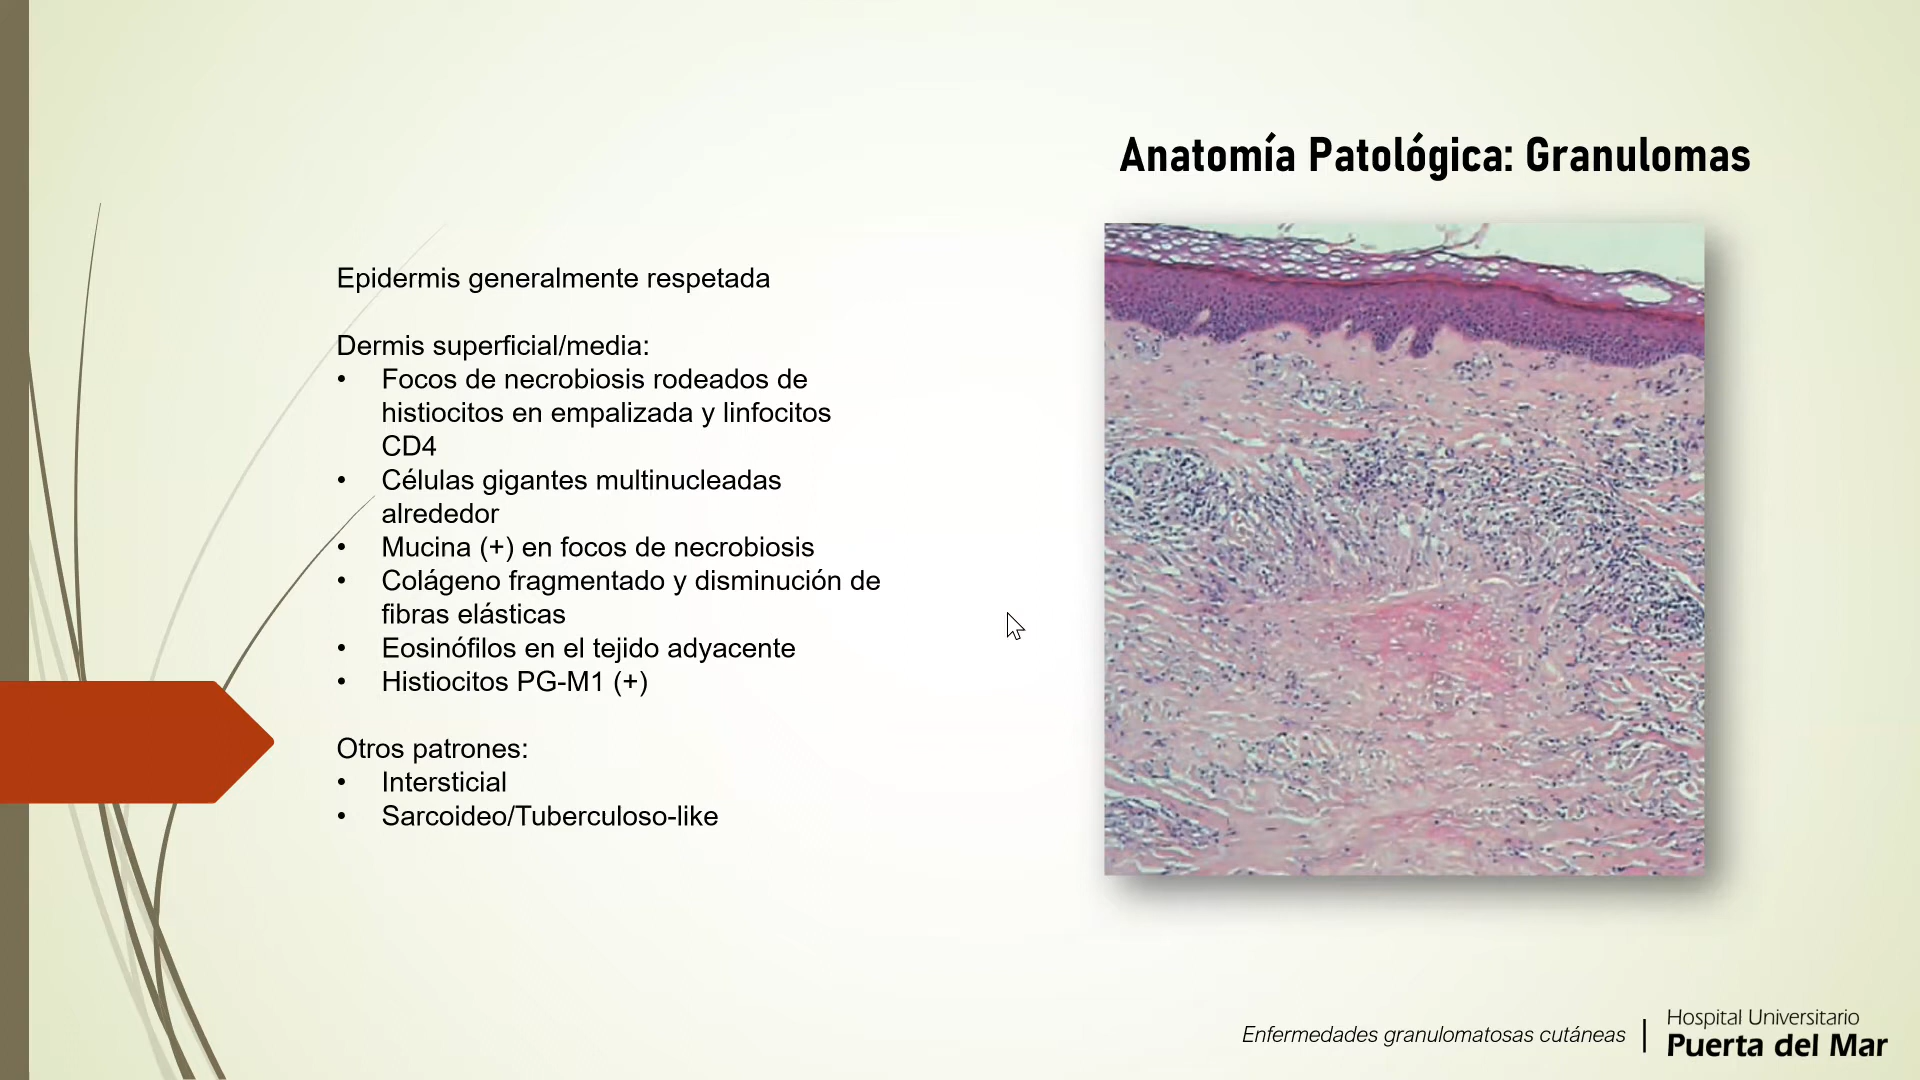 Anatomía Patológica: Granulomas
Epidermis generalmente respetada
Dermis superficial/media:
• Focos de necrobiosis rodeados de
histiocitos en empalizada y linfocitos
CD4
• Células gigantes multinucleadas
alrededor
• Mucina (+) en focos de necrobiosis
• Colágeno fragmentado y disminución de
fibras elásticas
• Eosinófilos en el tejido adyacente
• Histiocitos PG-M1 (+)
Otros patrones:
• Intersticial
• Sarcoideo/Tuberculoso-like
Enfermedades granulomatosas cutáneas
Hospital Universitario
Puerta del Mar